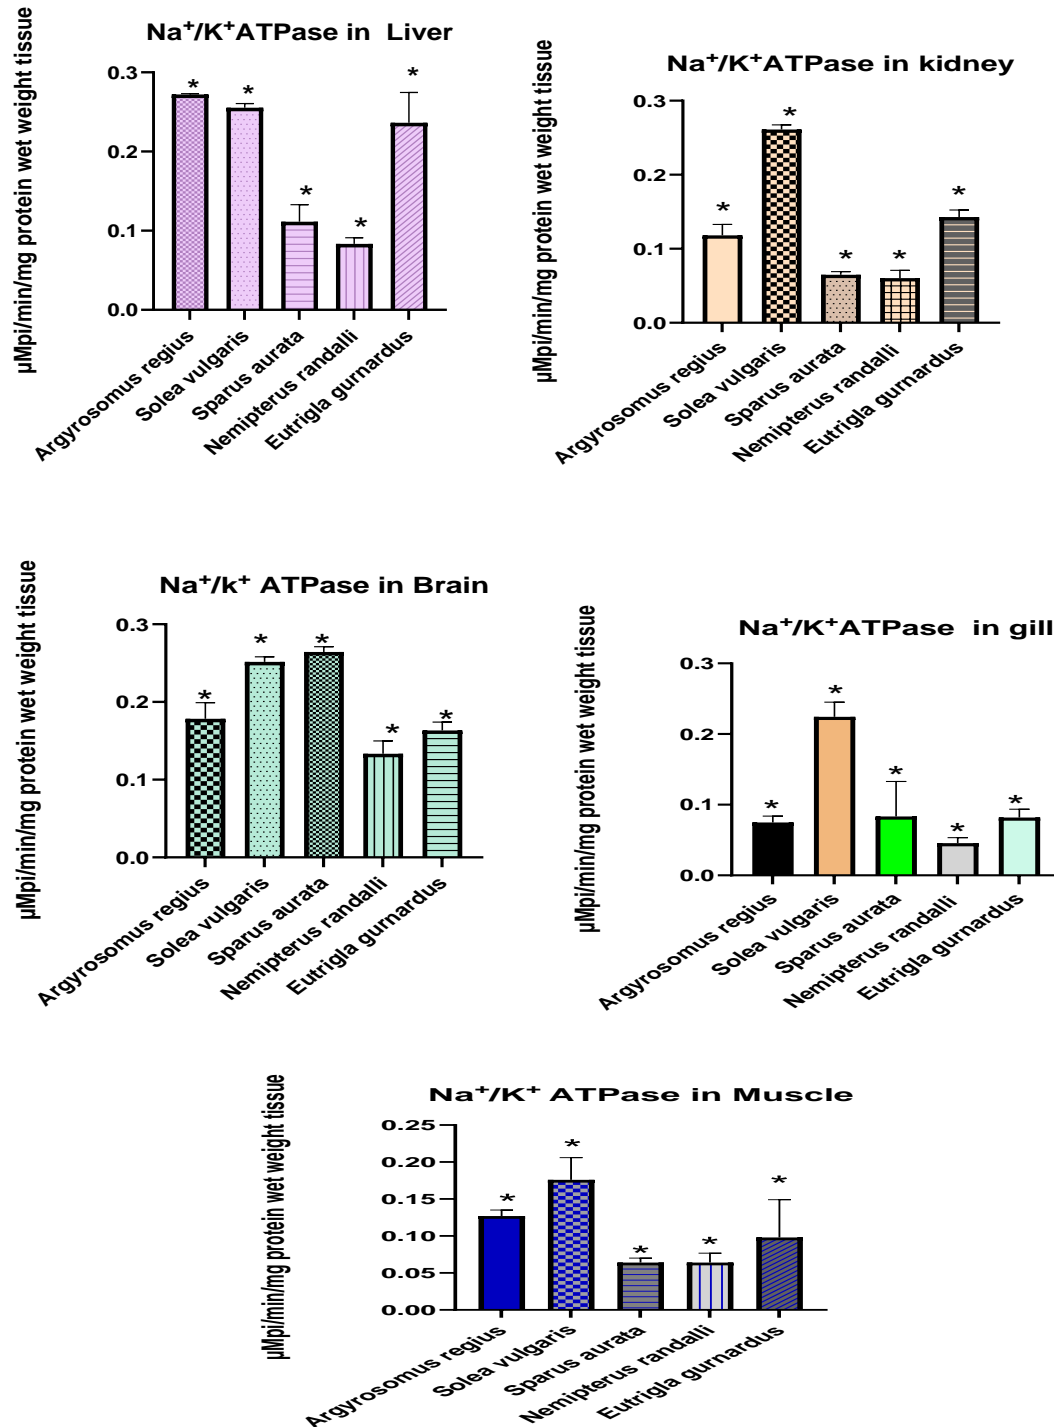 Na⁺/K⁺ATPase in Liver
µMpi/min/mg protein wet weight tissue
0.3
*
*
*
*
*
0.2
0.1
0.0
Argyrosomus regius
Solea vulgaris
Sparus aurata
Nemipterus randalli
Eutrigla gurnardus
Na⁺/K⁺ATPase in kidney
µMpi/min/mg protein wet weight tissue
0.3
*
*
*
*
*
0.2
0.1
0.0
Argyrosomus regius
Solea vulgaris
Sparus aurata
Nemipterus randalli
Eutrigla gurnardus
Na⁺/k⁺ ATPase in Brain
µMpi/min/mg protein wet weight tissue
0.3
*
*
*
*
*
0.2
0.1
0.0
Argyrosomus regius
Solea vulgaris
Sparus aurata
Nemipterus randalli
Eutrigla gurnardus
Na⁺/K⁺ATPase in gill
µMpi/min/mg protein wet weight tissue
0.3
*
*
*
*
*
0.2
0.1
0.0
Argyrosomus regius
Solea vulgaris
Sparus aurata
Nemipterus randalli
Eutrigla gurnardus
Na⁺/K⁺ ATPase in Muscle
µMpi/min/mg protein wet weight tissue
0.25
*
*
*
*
*
0.20
0.15
0.10
0.05
0.00
Argyrosomus regius
Solea vulgaris
Sparus aurata
Nemipterus randalli
Eutrigla gurnardus